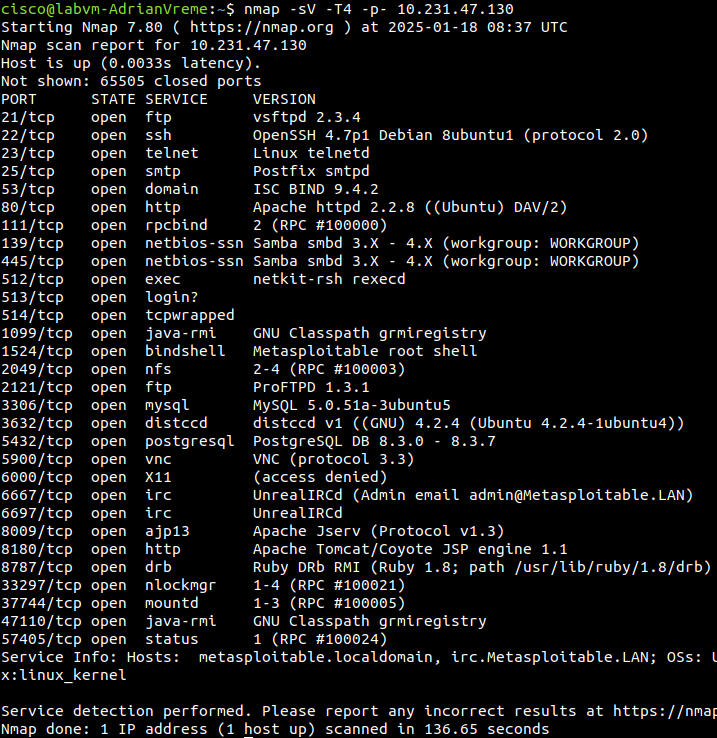 cisco@labvm-AdrianVreme:~$ nmap -sV -T4 -p- 10.231.47.130
Starting Nmap 7.80 ( https://nmap.org ) at 2025-01-18 08:37 UTC
Nmap scan report for 10.231.47.130
Host is up (0.0033s latency).
Not shown: 65505 closed ports
PORT      STATE SERVICE     VERSION
21/tcp    open  ftp         vsftpd 2.3.4
22/tcp    open  ssh         OpenSSH 4.7p1 Debian 8ubuntu1 (protocol 2.0)
23/tcp    open  telnet      Linux telnetd
25/tcp    open  smtp        Postfix smtpd
53/tcp    open  domain      ISC BIND 9.4.2
80/tcp    open  http        Apache httpd 2.2.8 ((Ubuntu) DAV/2)
111/tcp   open  rpcbind     2 (RPC #100000)
139/tcp   open  netbios-ssn Samba smbd 3.X - 4.X (workgroup: WORKGROUP)
445/tcp   open  netbios-ssn Samba smbd 3.X - 4.X (workgroup: WORKGROUP)
512/tcp   open  exec        netkit-rsh rexecd
513/tcp   open  login?
514/tcp   open  tcpwrapped
1099/tcp  open  java-rmi    GNU Classpath grmiregistry
1524/tcp  open  bindshell   Metasploitable root shell
2049/tcp  open  nfs         2-4 (RPC #100003)
2121/tcp  open  ftp         ProFTPD 1.3.1
3306/tcp  open  mysql       MySQL 5.0.51a-3ubuntu5
3632/tcp  open  distccd     distccd v1 ((GNU) 4.2.4 (Ubuntu 4.2.4-1ubuntu4))
5432/tcp  open  postgresql  PostgreSQL DB 8.3.0 - 8.3.7
5900/tcp  open  vnc         VNC (protocol 3.3)
6000/tcp  open  X11         (access denied)
6667/tcp  open  irc         UnrealIRCd (Admin email admin@Metasploitable.LAN)
6697/tcp  open  irc         UnrealIRCd
8009/tcp  open  ajp13       Apache Jserv (Protocol v1.3)
8180/tcp  open  http        Apache Tomcat/Coyote JSP engine 1.1
8787/tcp  open  drb         Ruby DRb RMI (Ruby 1.8; path /usr/lib/ruby/1.8/drb)
33297/tcp open  nlockmgr    1-4 (RPC #100021)
37744/tcp open  mountd      1-3 (RPC #100005)
47110/tcp open  java-rmi    GNU Classpath grmiregistry
57405/tcp open  status      1 (RPC #100024)
Service Info: Hosts:  metasploitable.localdomain, irc.Metasploitable.LAN; OSs: U
x:linux_kernel

Service detection performed. Please report any incorrect results at https://nmap
Nmap done: 1 IP address (1 host up) scanned in 136.65 seconds